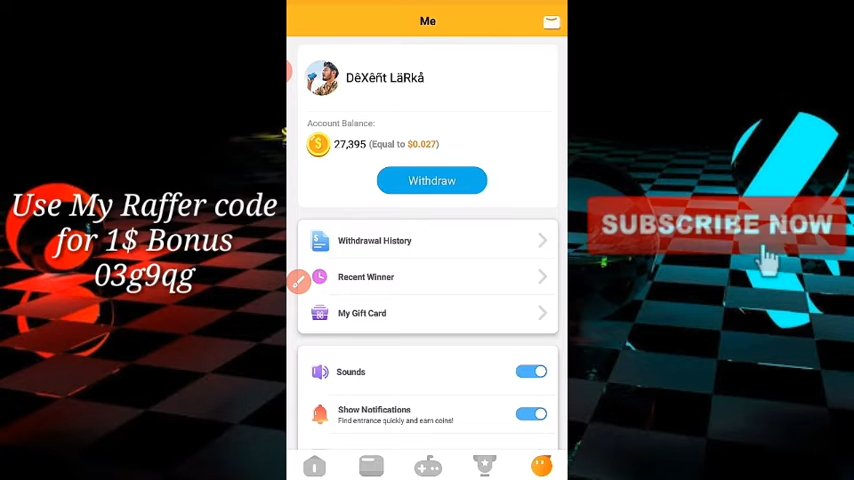 Me
DêXêñt LäRkå
Account Balance:
27,395 (Equal to $0.027)
Withdraw
Use My Raffer code
for 1$ Bonus
03g9qg
SUBSCRIBE NOW
Withdrawal History
Recent Winner
My Gift Card
Sounds
Show Notifications
Find entrance quickly and earn coins!